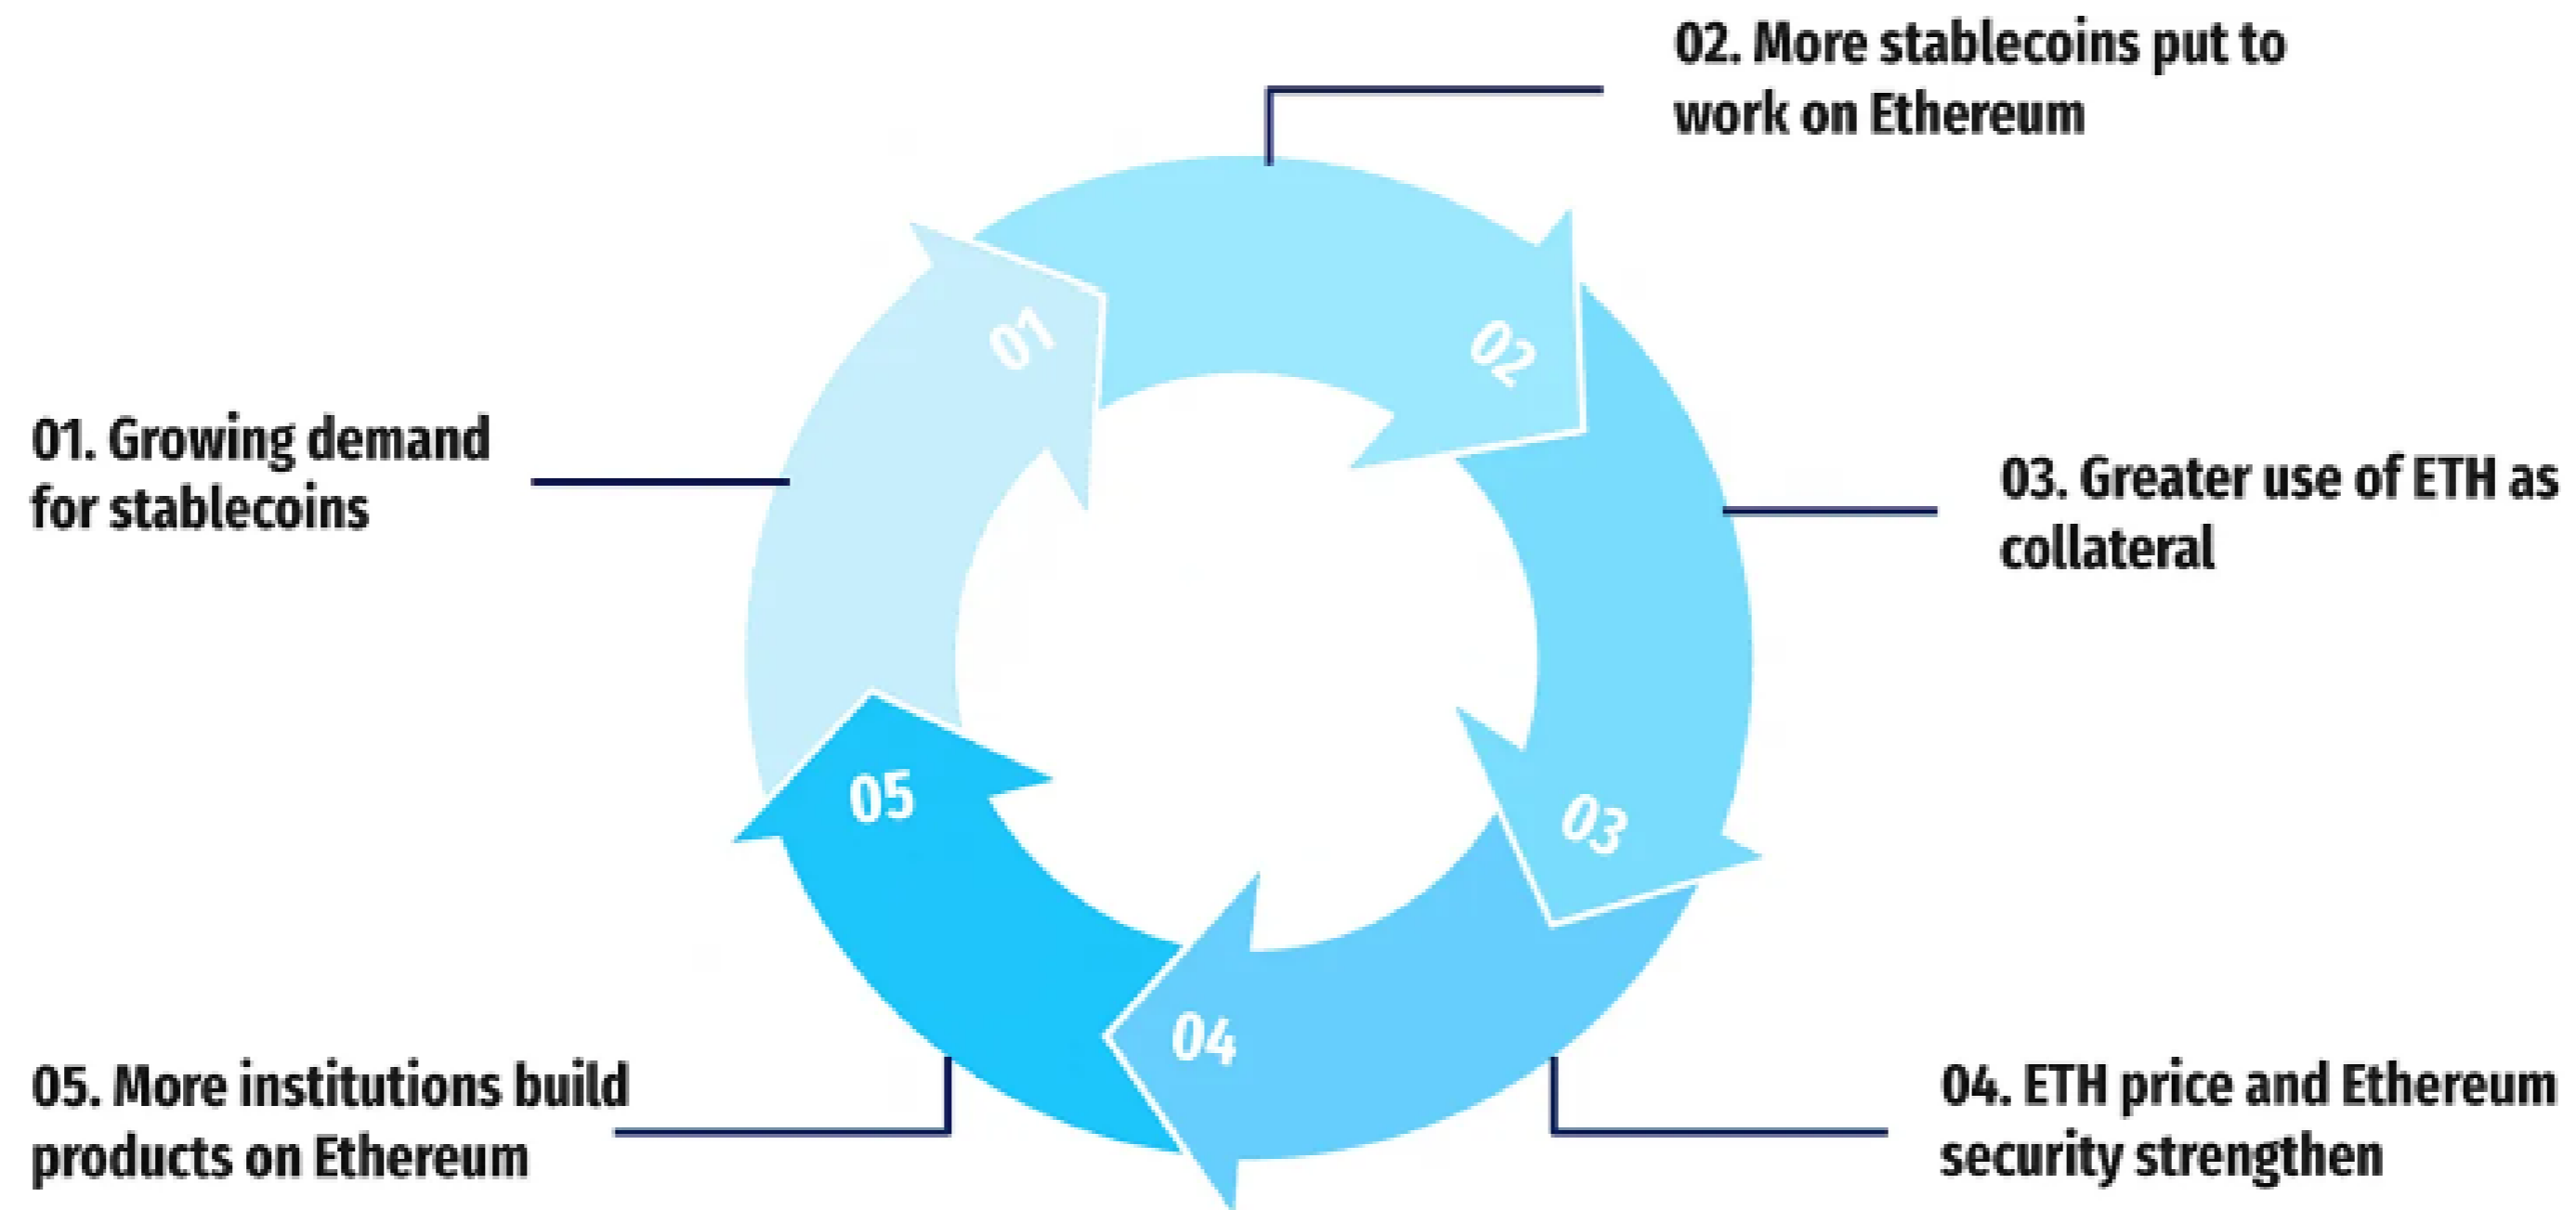 02. More stablecoins put to
work on Ethereum
01
02
01. Growing demand
for stablecoins
03. Greater use of ETH as
collateral
05
03
04
05. More institutions build
products on Ethereum
04. ETH price and Ethereum
security strengthen